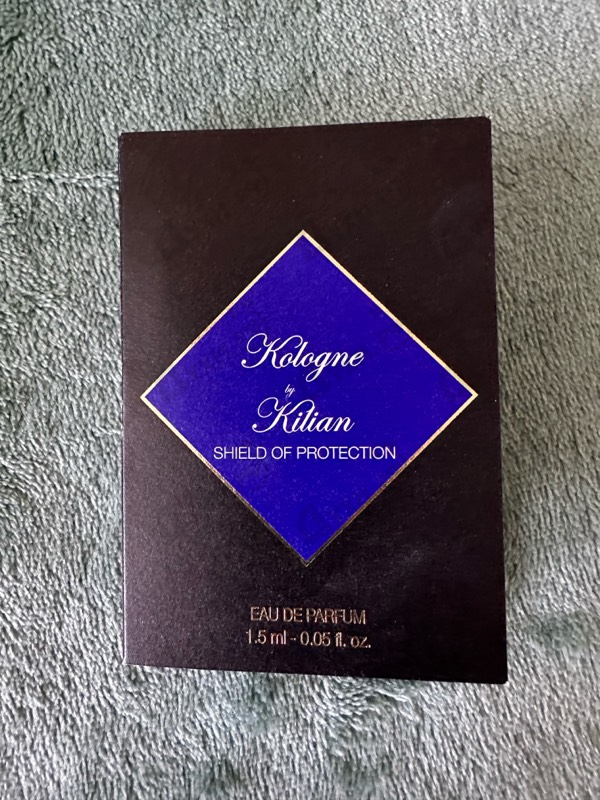 Kologne
by
Kilian
SHIELD OF PROTECTION
EAU DE PARFUM
1.5 ml - 0.05 fl. oz.